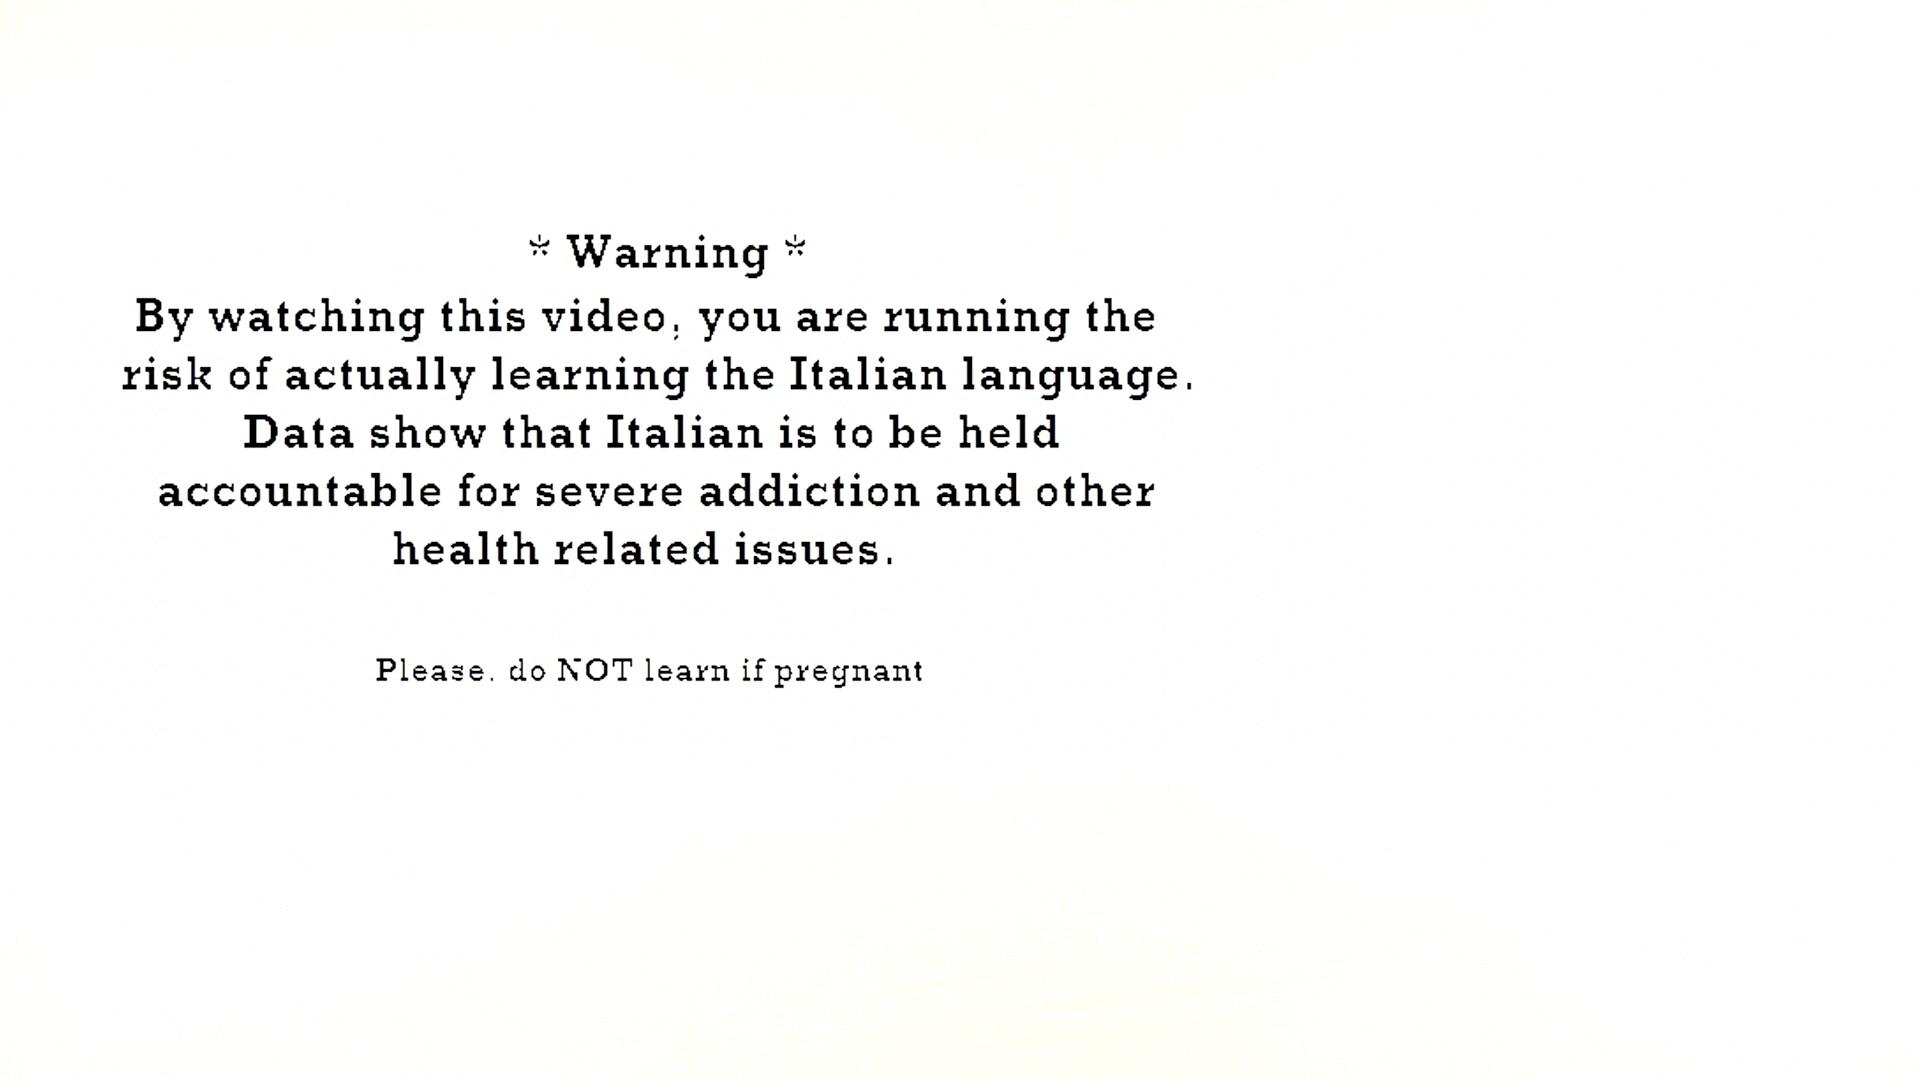 * Warning *
By watching this video, you are running the
risk of actually learning the Italian language.
Data show that Italian is to be held
accountable for severe addiction and other
health related issues.
Please, do NOT learn if pregnant